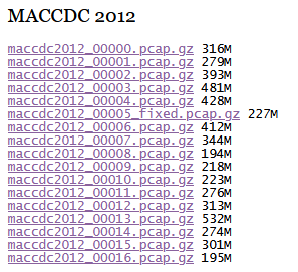 MACCDC 2012
maccdc2012_00000.pcap.gz 316M
maccdc2012_00001.pcap.gz 279M
maccdc2012_00002.pcap.gz 393M
maccdc2012_00003.pcap.gz 481M
maccdc2012_00004.pcap.gz 428M
maccdc2012_00005_fixed.pcap.gz 227M
maccdc2012_00006.pcap.gz 412M
maccdc2012_00007.pcap.gz 344M
maccdc2012_00008.pcap.gz 194M
maccdc2012_00009.pcap.gz 218M
maccdc2012_00010.pcap.gz 223M
maccdc2012_00011.pcap.gz 276M
maccdc2012_00012.pcap.gz 313M
maccdc2012_00013.pcap.gz 532M
maccdc2012_00014.pcap.gz 274M
maccdc2012_00015.pcap.gz 301M
maccdc2012_00016.pcap.gz 195M